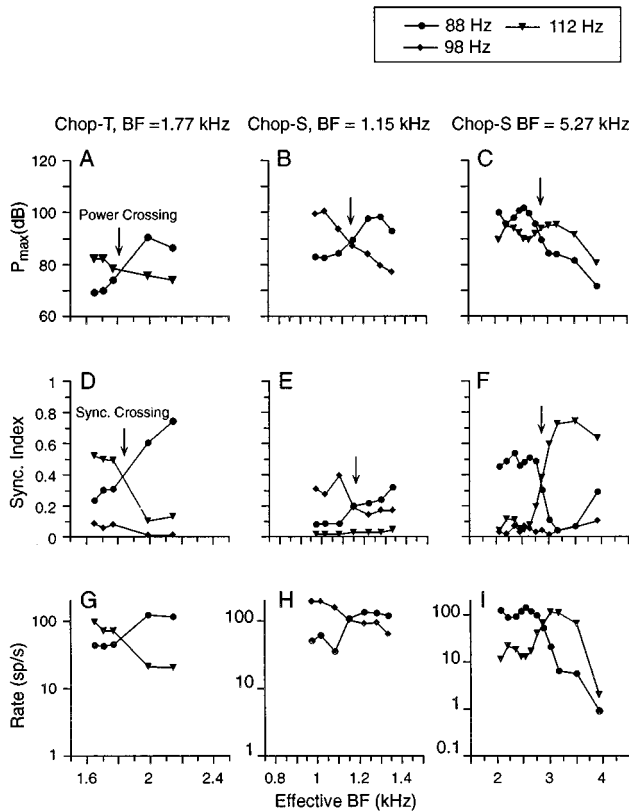 88 Hz 112 Hz
98 Hz
Chop-T, BF =1.77 kHz Chop-S, BF = 1.15 kHz Chop-S BF = 5.27 kHz
A B C
Power Crossing
Pmax(dB)
120
100
80
60
D E F
Sync. Crossing
Sync. Index
1
0.8
0.6
0.4
0.2
0
G H I
Rate (sp/s)
100
10
1
100
10
1
100
10
1
0.1
1.6 2 2.4 0.8 1 1.2 1.4 2 3 4
Effective BF (kHz)